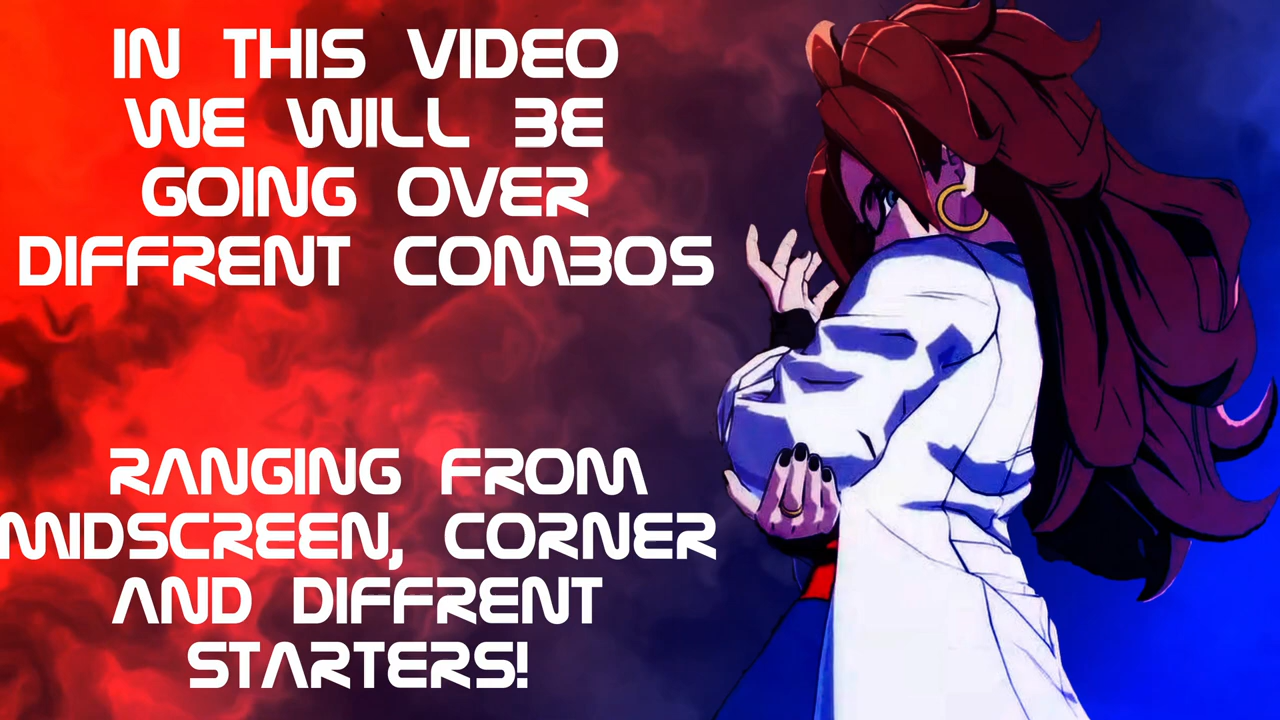 IN THIS VIDEO
WE WILL BE
GOING OVER
DIFFRENT COMBOS
RANGING FROM
MIDSCREEN, CORNER
AND DIFFRENT
STARTERS!